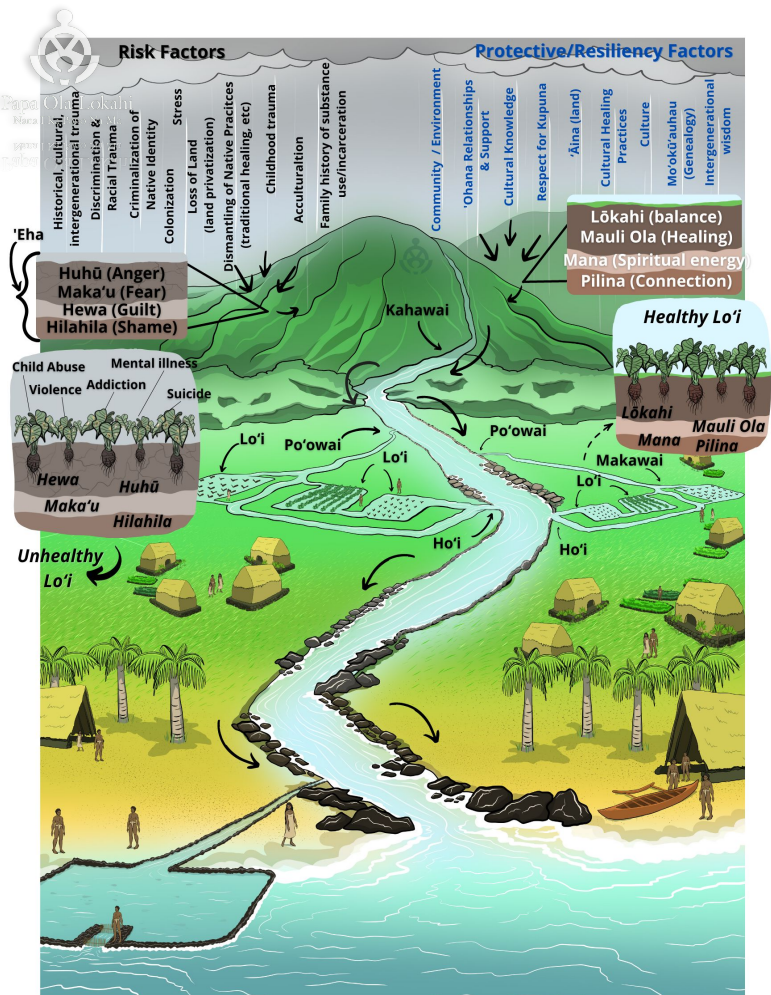 Risk Factors
Protective/Resiliency Factors
Papa Ola Lokahi
Historical, cultural,
intergenerational trauma
Discrimination &
Racial Trauma
Criminalization of
Native Identity
Colonization
Stress
Loss of Land
(land privatization)
Dismantling of Native Pracitces
(traditional healing, etc)
Childhood trauma
Acculturaltion
Family history of substance
use/incarceration
Community / Environment
'Ohana Relationships
& Support
Cultural Knowledge
Respect for Kupuna
ʻĀina (land)
Cultural Healing
Practices
Culture
Moʻokūʻauhau
(Genealogy)
Intergenerational
wisdom
'Eha
Huhū (Anger)
Makaʻu (Fear)
Hewa (Guilt)
Hilahila (Shame)
Lōkahi (balance)
Mauli Ola (Healing)
Mana (Spiritual energy)
Pilina (Connection)
Kahawai
Healthy Loʻi
Lōkahi
Mauli Ola
Mana
Pilina
Child Abuse
Mental illness
Violence
Addiction
Suicide
Hewa
Huhū
Makaʻu
Hilahila
Unhealthy
Loʻi
Loʻi
Poʻowai
Loʻi
Poʻowai
Makawai
Loʻi
Hoʻi
Hoʻi